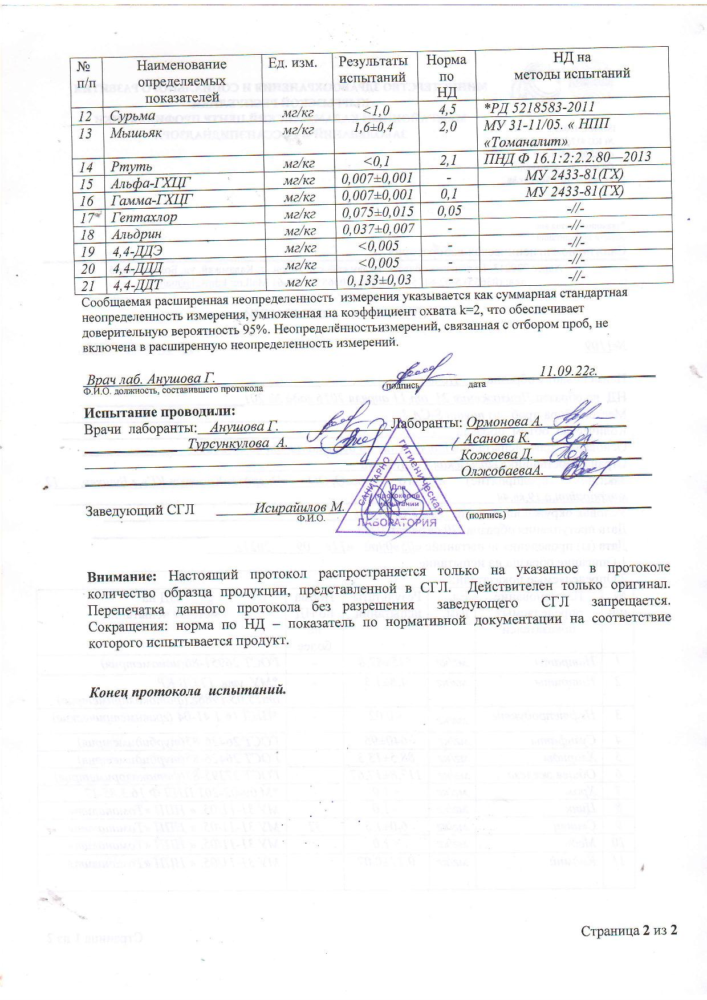 № п/п Наименование определяемых показателей Ед. изм. Результаты испытаний Норма по НД НД на методы испытаний
12 Сурьма мг/кг <1,0 4,5 *РД 5218583-2011
13 Мышьяк мг/кг 1,6±0,4 2,0 МУ 31-11/05. « НПП «Томаналит»
14 Ртуть мг/кг <0,1 2,1 ПНД Ф 16.1:2:2.2.80—2013
15 Альфа-ГХЦГ мг/кг 0,007±0,001 - МУ 2433-81(ГХ)
16 Гамма-ГХЦГ мг/кг 0,007±0,001 0,1 МУ 2433-81(ГХ)
17 Гептахлор мг/кг 0,075±0,015 0,05 -//-
18 Альдрин мг/кг 0,037±0,007 - -//-
19 4,4-ДДЭ мг/кг <0,005 - -//-
20 4,4-ДДД мг/кг <0,005 - -//-
21 4,4-ДДТ мг/кг 0,133±0,03 - -//-
Сообщаемая расширенная неопределенность измерения указывается как суммарная стандартная
неопределенность измерения, умноженная на коэффициент охвата k=2, что обеспечивает
доверительную вероятность 95%. Неопределённостьизмерений, связанная с отбором проб, не
включена в расширенную неопределенность измерений.
Врач лаб. Анушова Г. 11.09.22г.
Ф.И.О. должность, составившего протокола (подпись дата
Испытание проводили:
Врачи лаборанты: Анушова Г. Лаборанты: Ормонова А.
Турсункулова А. Асанова К.
Кожоева Д.
ОлжобаеваА.
САНИТАРНО ГИГИЕНИЧЕСКАЯ
Для
протоколов
испытании
ЛАБОРАТОРИЯ
Заведующий СГЛ Исирайилов М.
Ф.И.О. (подпись)
Внимание: Настоящий протокол распространяется только на указанное в протоколе
количество образца продукции, представленной в СГЛ. Действителен только оригинал.
Перепечатка данного протокола без разрешения заведующего СГЛ запрещается.
Сокращения: норма по НД – показатель по нормативной документации на соответствие
которого испытывается продукт.
Конец протокола испытаний.
Страница 2 из 2